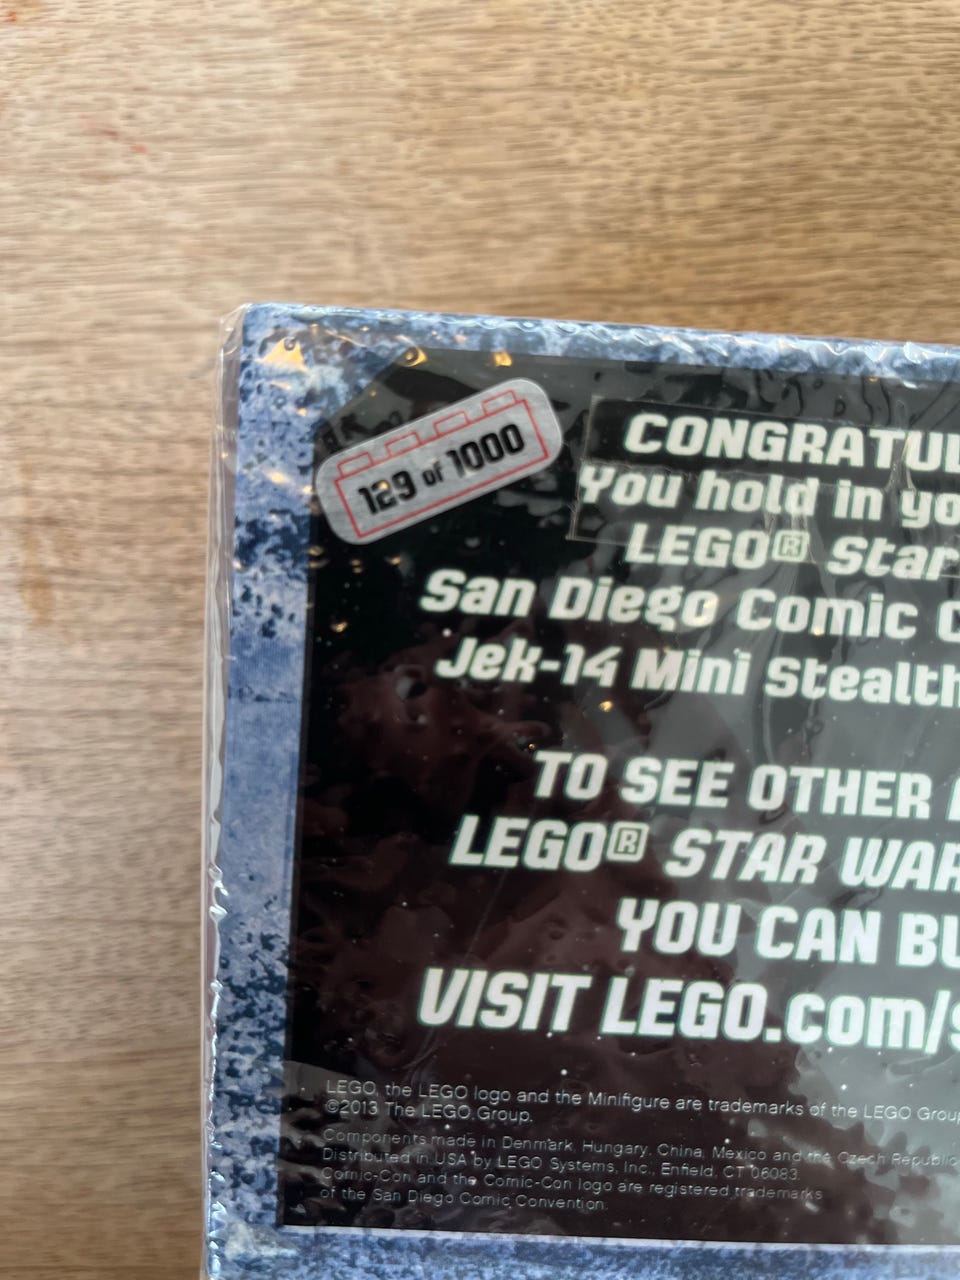 129 of 1000
CONGRATUL
You hold in yo
LEGO® Star
San Diego Comic C
Jek-14 Mini Stealth
TO SEE OTHER
LEGO® STAR WAR
YOU CAN BU
VISIT LEGO.com/s
LEGO, the LEGO logo and the Minifigure are trademarks of the LEGO Group
©2013 The LEGO Group.
Components made in Denmark, Hungary, China, Mexico and the Czech Republic
Distributed in USA by LEGO Systems, Inc., Enfield, CT 06083
Comic-Con and the Comic-Con logo are registered trademarks
of the San Diego Comic Convention.